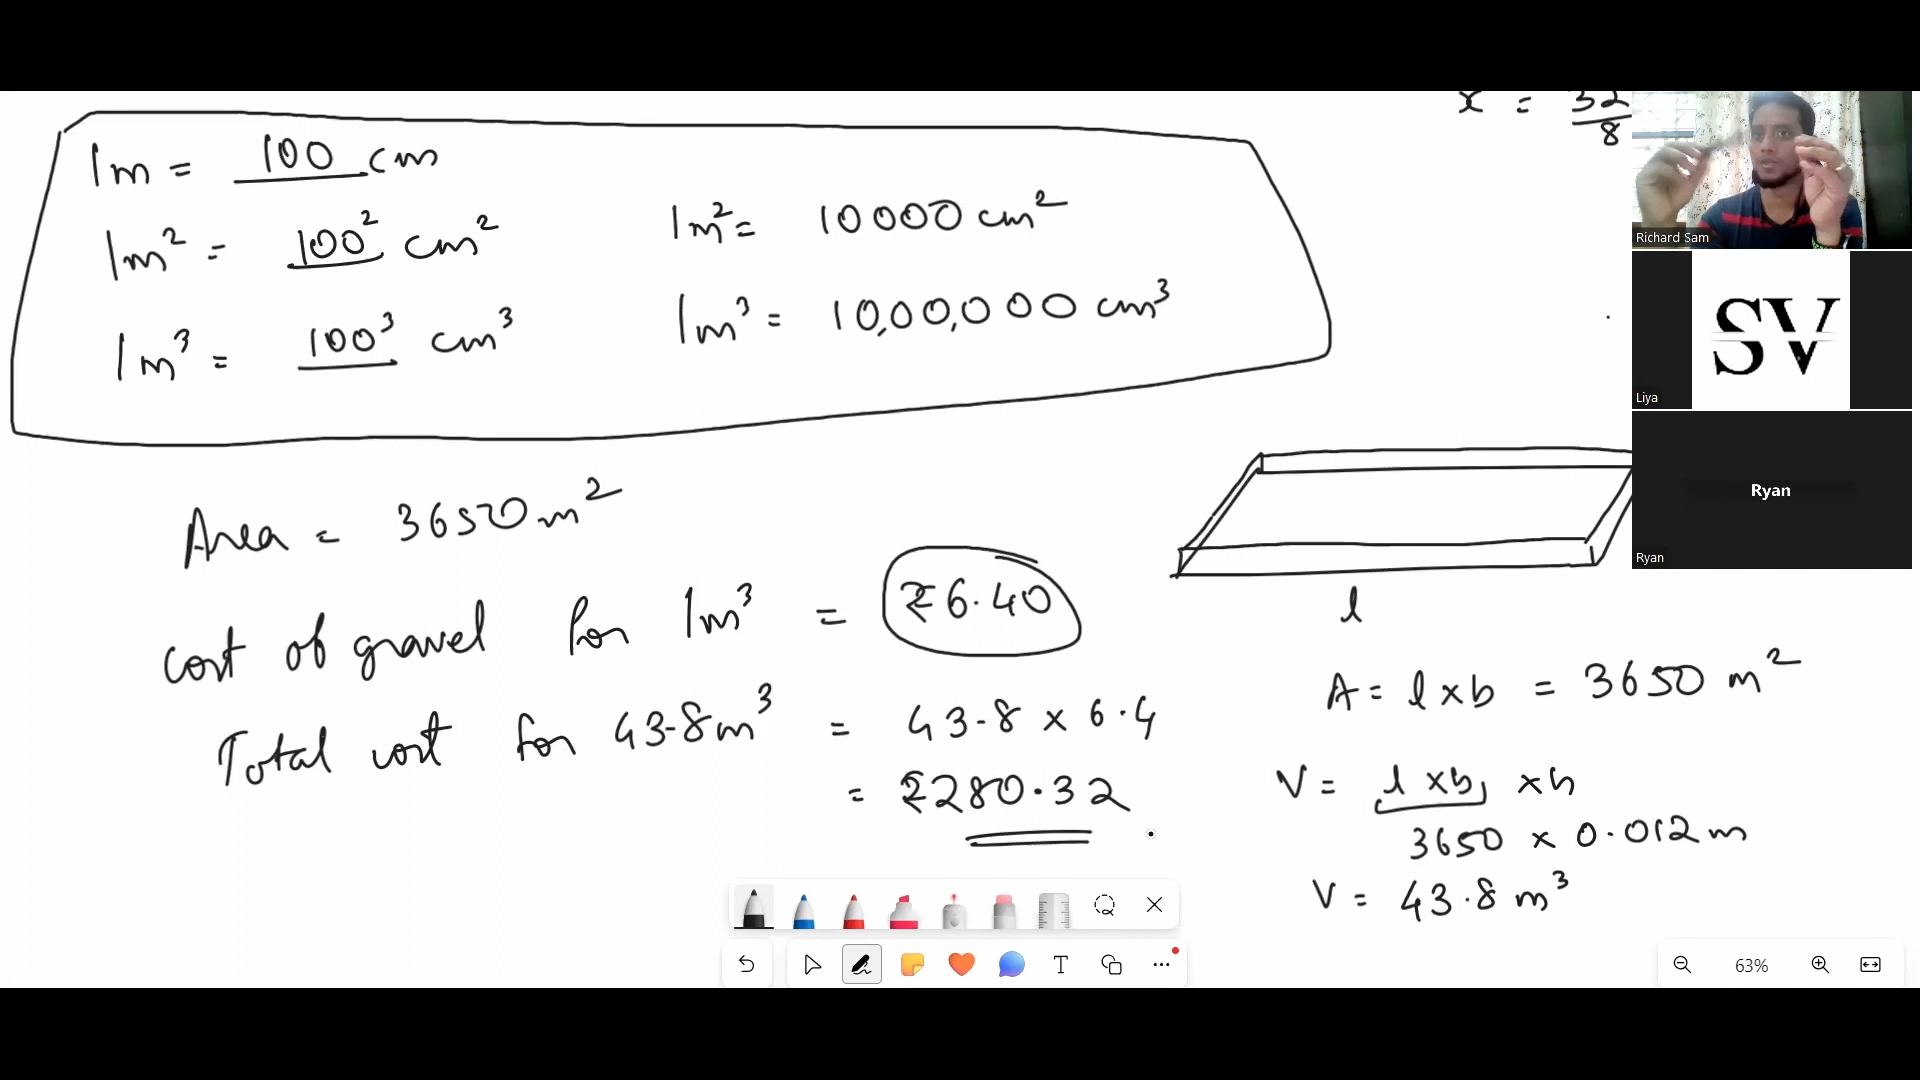 1m = 100 cm
1m² = 100² cm²
1m³ = 100³ cm³
1m² = 10000 cm²
1m³ = 10,00,000 cm³
x = 32/8
Area = 3650 m²
cost of gravel for 1m³ = ₹6.40
Total cost for 43.8m³ = 43.8 x 6.4
= ₹280.32
l
A = l x b = 3650 m²
V = l x b x h
3650 x 0.012 m
V = 43.8 m³
Richard Sam
SV
Liya
Ryan
Ryan
T
63%